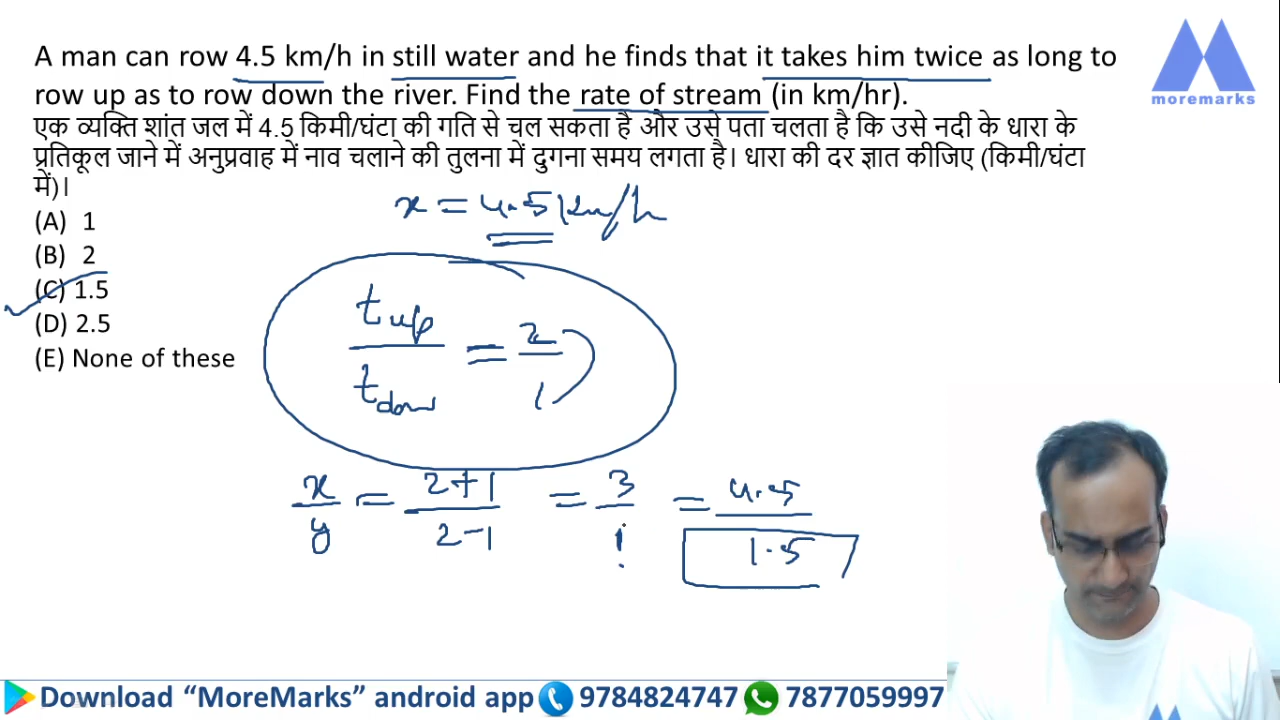 A man can row 4.5 km/h in still water and he finds that it takes him twice as long to
row up as to row down the river. Find the rate of stream (in km/hr).
moremarks
एक व्यक्ति शांत जल में 4.5 किमी/घंटा की गति से चल सकता है और उसे पता चलता है कि उसे नदी के धारा के
प्रतिकूल जाने में अनुप्रवाह में नाव चलाने की तुलना में दुगना समय लगता है। धारा की दर ज्ञात कीजिए (किमी/घंटा
में)।
x = 4.5 km/h
(A) 1
(B) 2
(C) 1.5
(D) 2.5
(E) None of these
t up / t down = 2 / 1
x / y = 2+1 / 2-1 = 3 / 1 = 4.5 / 1.5
Download “MoreMarks” android app 9784824747 7877059997